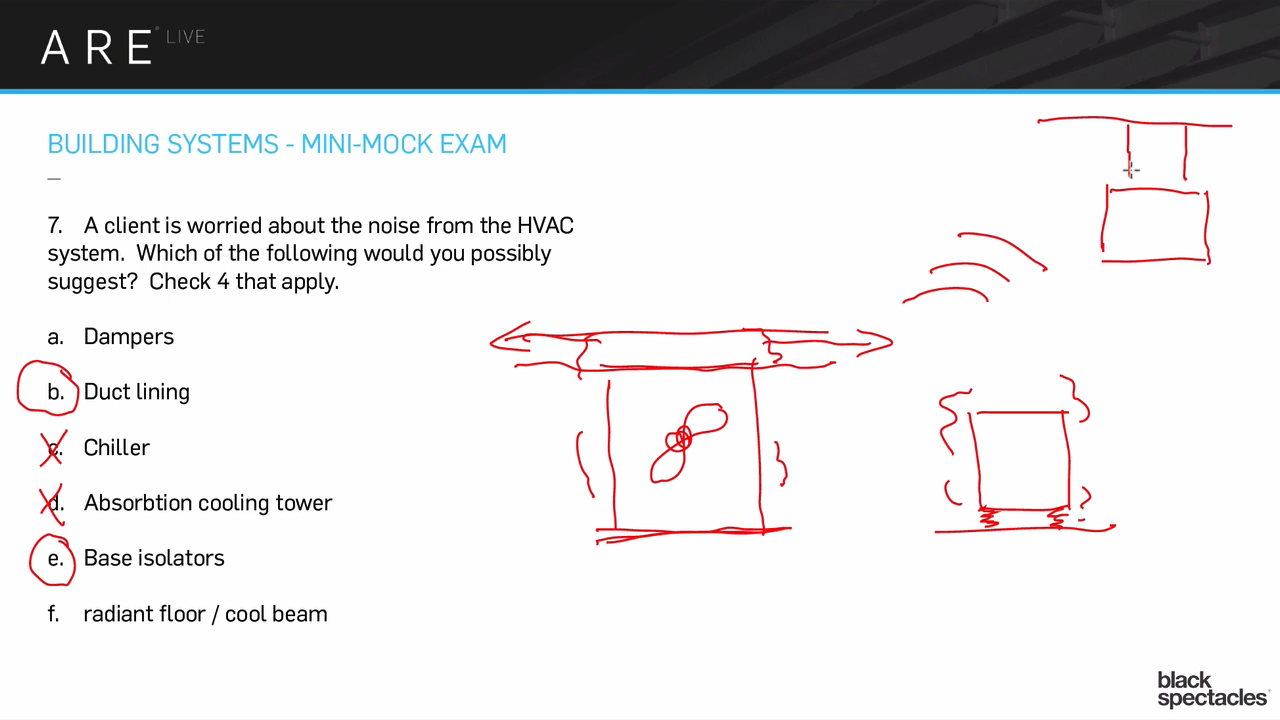 ARE® LIVE
BUILDING SYSTEMS - MINI-MOCK EXAM
7. A client is worried about the noise from the HVAC
system. Which of the following would you possibly
suggest? Check 4 that apply.
a. Dampers
b. Duct lining
c. Chiller
d. Absorbtion cooling tower
e. Base isolators
f. radiant floor / cool beam
black
spectacles